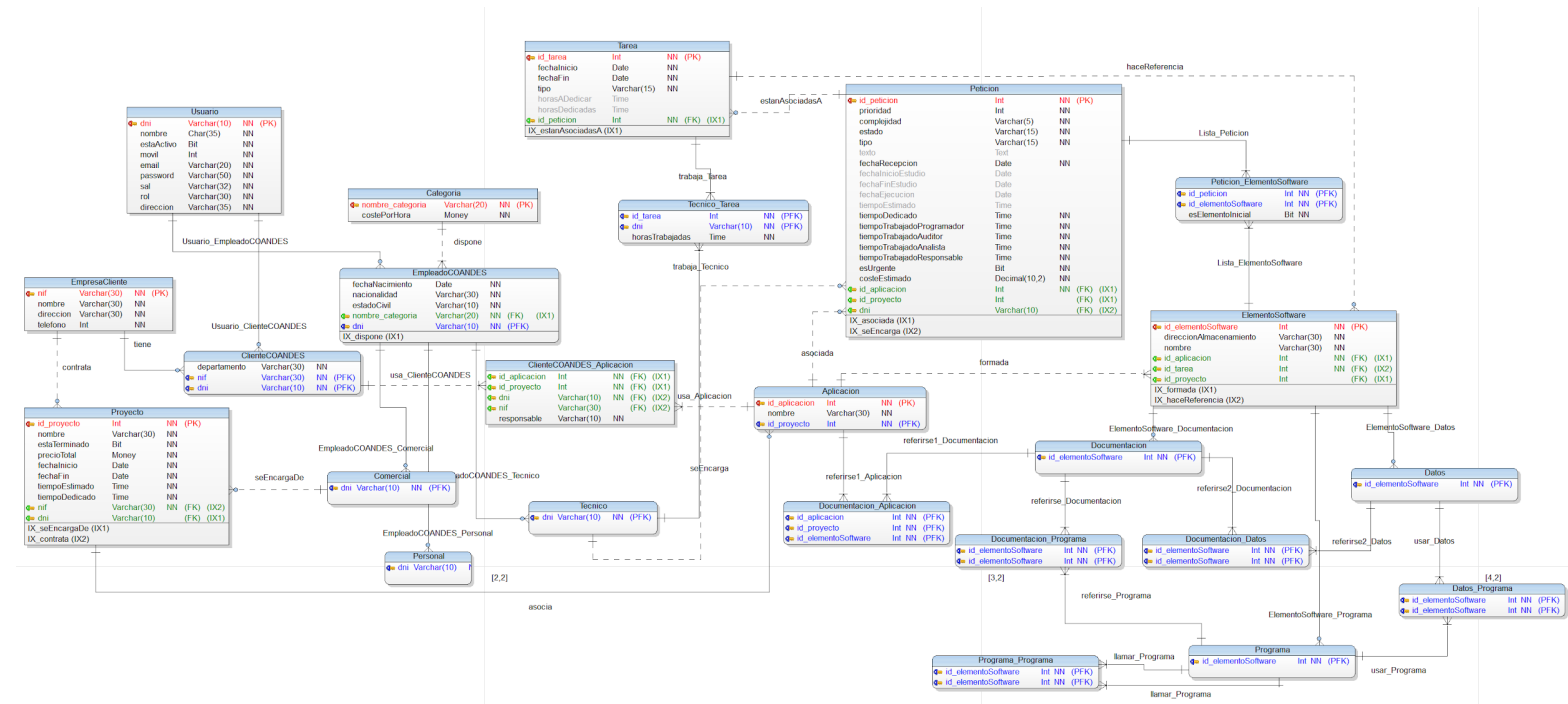 Tarea
id_tarea Int NN (PK)
fechaInicio Date NN
fechaFin Date NN
tipo Varchar(15) NN
horasADedicar Time
horasDedicadas Time
id_peticion Int NN (FK) (IX1)
IX_estanAsociadasA (IX1)
haceReferencia
estanAsociadasA
Peticion
id_peticion Int NN (PK)
prioridad Int NN
complejidad Varchar(5) NN
estado Varchar(15) NN
tipo Varchar(15) NN
texto Text
fechaRecepcion Date NN
fechaInicioEstudio Date
fechaFinEstudio Date
fechaEjecucion Date
tiempoEstimado Time
tiempoDedicado Time NN
tiempoTrabajadoProgramador Time NN
tiempoTrabajadoAuditor Time NN
tiempoTrabajadoAnalista Time NN
tiempoTrabajadoResponsable Time NN
esUrgente Bit NN
costeEstimado Decimal(10,2) NN
id_aplicacion Int NN (FK) (IX1)
id_proyecto Int (FK) (IX1)
dni Varchar(10) (FK) (IX2)
IX_asociada (IX1)
IX_seEncarga (IX2)
Usuario
dni Varchar(10) NN (PK)
nombre Char(35) NN
estaActivo Bit NN
movil Int NN
email Varchar(20) NN
password Varchar(50) NN
sal Varchar(32) NN
rol Varchar(30) NN
direccion Varchar(35) NN
Lista_Peticion
trabaja_Tarea
Peticion_ElementoSoftware
id_peticion Int NN (PFK)
id_elementoSoftware Int NN (PFK)
esElementoInicial Bit NN
Categoria
nombre_categoria Varchar(20) NN (PK)
costePorHora Money NN
Tecnico_Tarea
id_tarea Int NN (PFK)
dni Varchar(10) NN (PFK)
horasTrabajadas Time NN
Usuario_EmpleadoCOANDES
dispone
trabaja_Tecnico
Lista_ElementoSoftware
EmpleadoCOANDES
fechaNacimiento Date NN
nacionalidad Varchar(30) NN
estadoCivil Varchar(10) NN
nombre_categoria Varchar(20) NN (FK) (IX1)
dni Varchar(10) NN (PFK)
IX_dispone (IX1)
EmpresaCliente
nif Varchar(30) NN (PK)
nombre Varchar(30) NN
direccion Varchar(30) NN
telefono Int NN
Usuario_ClienteCOANDES
tiene
contrata
ElementoSoftware
id_elementoSoftware Int NN (PK)
direccionAlmacenamiento Varchar(30) NN
nombre Varchar(30) NN
id_aplicacion Int NN (FK) (IX1)
id_tarea Int NN (FK) (IX2)
id_proyecto Int (FK) (IX1)
IX_formada (IX1)
IX_haceReferencia (IX2)
ClienteCOANDES
departamento Varchar(30) NN
nif Varchar(30) NN (PFK)
dni Varchar(10) NN (PFK)
usa_ClienteCOANDES
asociada
formada
ClienteCOANDES_Aplicacion
id_aplicacion Int NN (FK) (IX1)
id_proyecto Int NN (FK) (IX1)
dni Varchar(10) NN (FK) (IX2)
nif Varchar(30) (FK) (IX2)
responsable Varchar(10) NN
usa_Aplicacion
Aplicacion
id_aplicacion Int NN (PK)
nombre Varchar(30) NN
id_proyecto Int NN (PFK)
Proyecto
id_proyecto Int NN (PK)
nombre Varchar(30) NN
estaTerminado Bit NN
precioTotal Money NN
fechaInicio Date NN
fechaFin Date NN
tiempoEstimado Time NN
tiempoDedicado Time NN
nif Varchar(30) NN (FK) (IX2)
dni Varchar(10) (FK) (IX1)
IX_seEncargaDe (IX1)
IX_contrata (IX2)
ElementoSoftware_Documentacion
ElementoSoftware_Datos
EmpleadoCOANDES_Comercial
referirse1_Documentacion
Documentacion
id_elementoSoftware Int NN (PFK)
seEncargaDe
Comercial
dni Varchar(10) NN (PFK)
adoCOANDES_Tecnico
seEncarga
referirse1_Aplicacion
Datos
id_elementoSoftware Int NN (PFK)
referirse2_Documentacion
referirse_Documentacion
Tecnico
dni Varchar(10) NN (PFK)
Documentacion_Aplicacion
id_aplicacion Int NN (PFK)
id_proyecto Int NN (PFK)
id_elementoSoftware Int NN (PFK)
EmpleadoCOANDES_Personal
Documentacion_Programa
id_elementoSoftware Int NN (PFK)
id_elementoSoftware Int NN (PFK)
Documentacion_Datos
id_elementoSoftware Int NN (PFK)
id_elementoSoftware Int NN (PFK)
referirse2_Datos
usar_Datos
Personal
dni Varchar(10)
[2,2]
[3,2]
[4,2]
Datos_Programa
id_elementoSoftware Int NN (PFK)
id_elementoSoftware Int NN (PFK)
referirse_Programa
asocia
ElementoSoftware_Programa
Programa
id_elementoSoftware Int NN (PFK)
llamar_Programa
Programa_Programa
id_elementoSoftware Int NN (PFK)
id_elementoSoftware Int NN (PFK)
usar_Programa
llamar_Programa